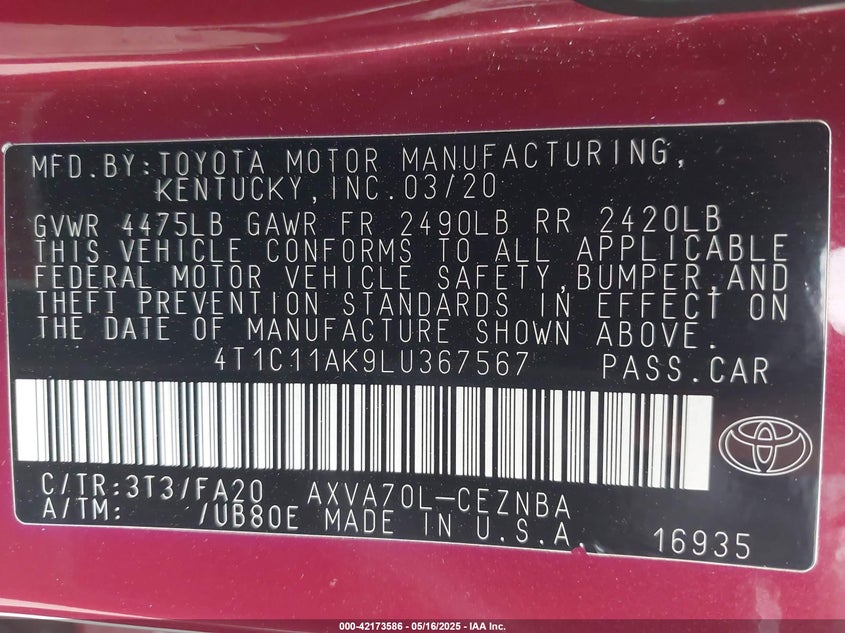 MFD.BY:TOYOTA MOTOR MANUFACTURING,
KENTUCKY,INC.03/20
GVWR 4475LB GAWR FR 2490LB RR 2420LB
THIS VEHICLE CONFORMS TO ALL APPLICABLE
FEDERAL MOTOR VEHICLE SAFETY,BUMPER,AND
THEFT PREVENTION STANDARDS IN EFFECT ON
THE DATE OF MANUFACTURE SHOWN ABOVE.
4T1C11AK9LU367567 PASS.CAR
C/TR:3T3/FA20 AXVA70L-CEZNBA
A/TM: /UB80E MADE IN U.S.A. 16935
000-42173586 - 05/16/2025 - IAA Inc.